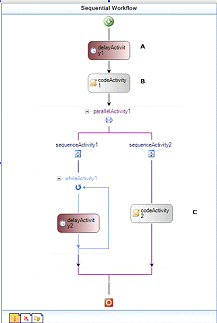 Sequential Workflow
delayActivit
y1
A
codeActivity
1
B
parallelActivity1
sequenceActivity1
sequenceActivity2
whileActivity1
delayActivit
y2
codeActivity
2
C